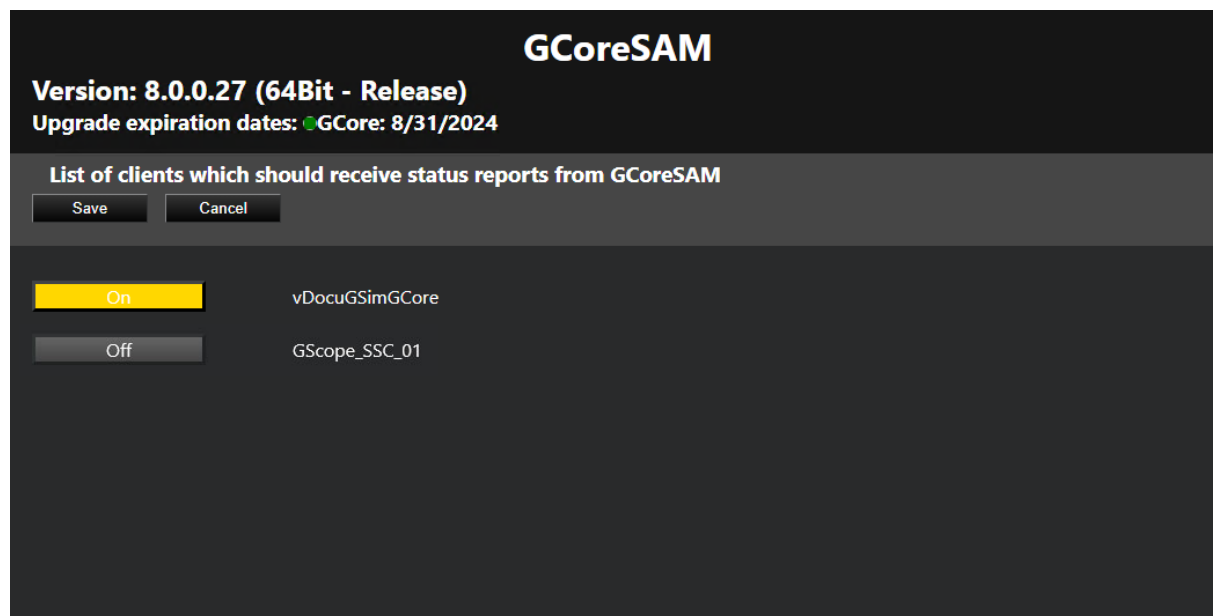 GCoreSAM
Version: 8.0.0.27 (64Bit - Release)
Upgrade expiration dates: GCore: 8/31/2024
List of clients which should receive status reports from GCoreSAM
Save Cancel
On vDocuGSimGCore
Off GScope_SSC_01